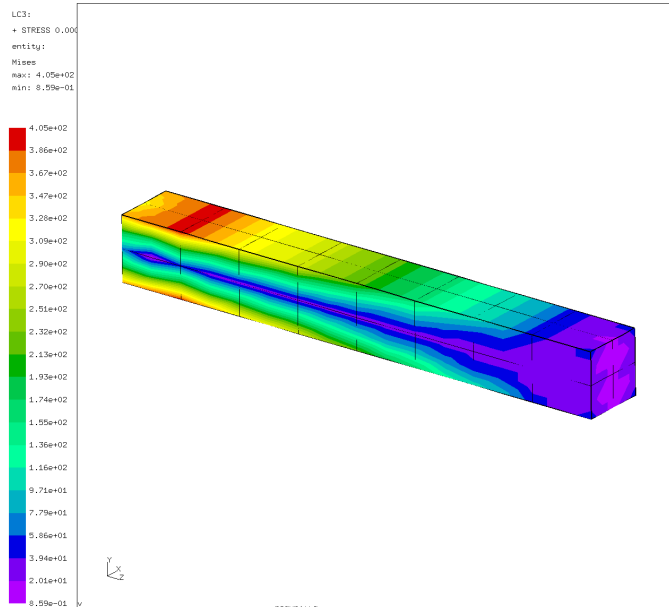 LC3:
+ STRESS 0.000
entity:
Mises
max: 4.05e+02
min: 8.59e-01
4.05e+02
3.86e+02
3.67e+02
3.47e+02
3.28e+02
3.09e+02
2.90e+02
2.70e+02
2.51e+02
2.32e+02
2.13e+02
1.93e+02
1.74e+02
1.55e+02
1.36e+02
1.16e+02
9.71e+01
7.79e+01
5.86e+01
3.94e+01
2.01e+01
8.59e-01
Y
X
Z